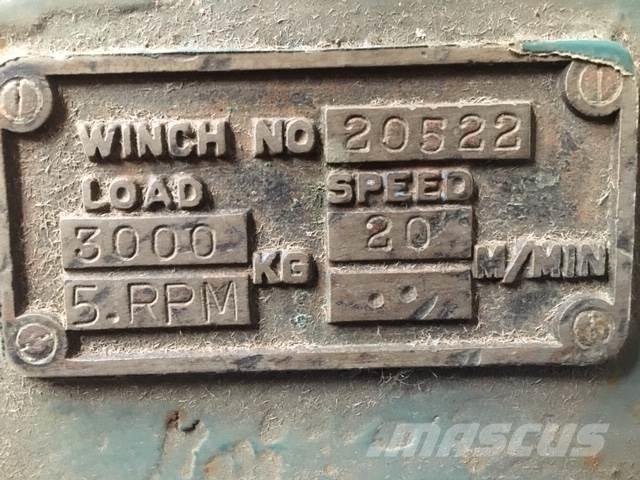 WINCH NO 20522
LOAD SPEED
3000 KG 20 M/MIN
5.RPM ..
MASCUS